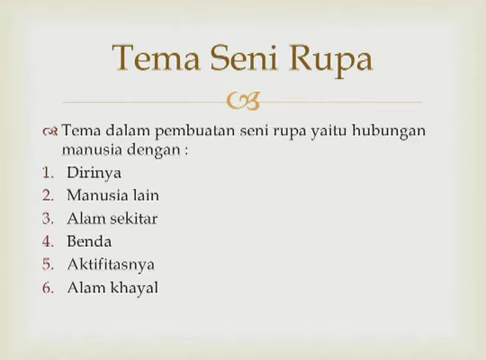 Tema Seni Rupa
Tema dalam pembuatan seni rupa yaitu hubungan
manusia dengan :
1. Dirinya
2. Manusia lain
3. Alam sekitar
4. Benda
5. Aktifitasnya
6. Alam khayal